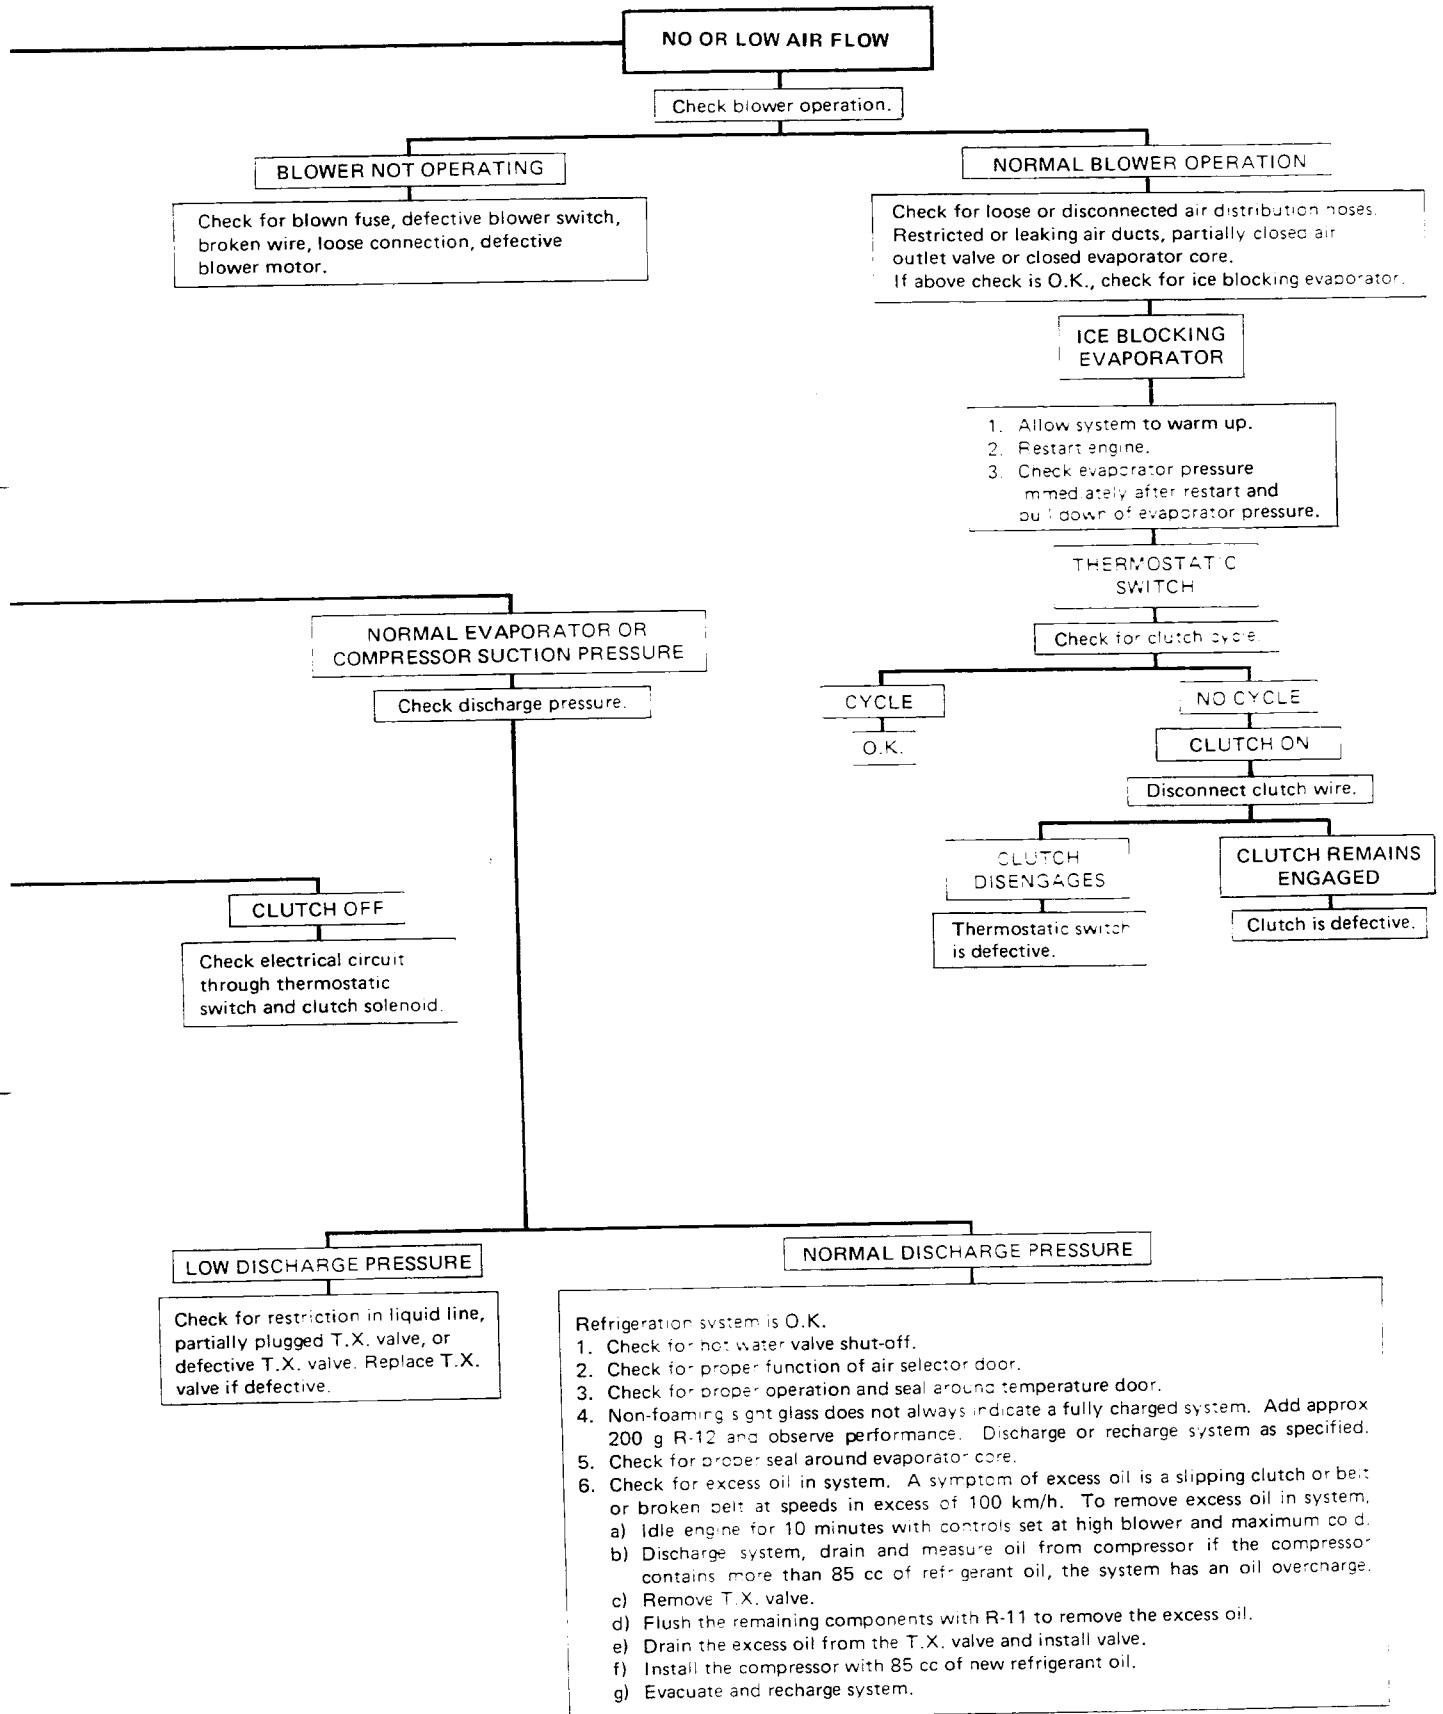 NO OR LOW AIR FLOW
Check blower operation.
BLOWER NOT OPERATING
Check for blown fuse, defective blower switch,
broken wire, loose connection, defective
blower motor.
NORMAL BLOWER OPERATION
Check for loose or disconnected air distribution hoses.
Restricted or leaking air ducts, partially closed air
outlet valve or closed evaporator core.
If above check is O.K., check for ice blocking evaporator.
ICE BLOCKING
EVAPORATOR
1. Allow system to warm up.
2. Restart engine.
3. Check evaporator pressure
immediately after restart and
pull down of evaporator pressure.
THERMOSTATIC
SWITCH
Check for clutch cycle.
CYCLE
O.K.
NO CYCLE
CLUTCH ON
Disconnect clutch wire.
CLUTCH
DISENGAGES
Thermostatic switch
is defective.
CLUTCH REMAINS
ENGAGED
Clutch is defective.
NORMAL EVAPORATOR OR
COMPRESSOR SUCTION PRESSURE
Check discharge pressure.
CLUTCH OFF
Check electrical circuit
through thermostatic
switch and clutch solenoid.
LOW DISCHARGE PRESSURE
Check for restriction in liquid line,
partially plugged T.X. valve, or
defective T.X. valve. Replace T.X.
valve if defective.
NORMAL DISCHARGE PRESSURE
Refrigeration system is O.K.
1. Check for hot water valve shut-off.
2. Check for proper function of air selector door.
3. Check for proper operation and seal around temperature door.
4. Non-foaming sight glass does not always indicate a fully charged system. Add approx
200 g R-12 and observe performance. Discharge or recharge system as specified.
5. Check for proper seal around evaporator core.
6. Check for excess oil in system. A symptom of excess oil is a slipping clutch or belt
or broken belt at speeds in excess of 100 km/h. To remove excess oil in system,
a) Idle engine for 10 minutes with controls set at high blower and maximum cold.
b) Discharge system, drain and measure oil from compressor if the compressor
contains more than 85 cc of refrigerant oil, the system has an oil overcharge.
c) Remove T.X. valve.
d) Flush the remaining components with R-11 to remove the excess oil.
e) Drain the excess oil from the T.X. valve and install valve.
f) Install the compressor with 85 cc of new refrigerant oil.
g) Evacuate and recharge system.